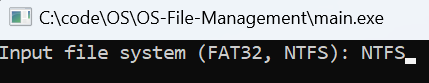 C:\code\OS\OS-File-Management\main.exe
Input file system (FAT32, NTFS): NTFS